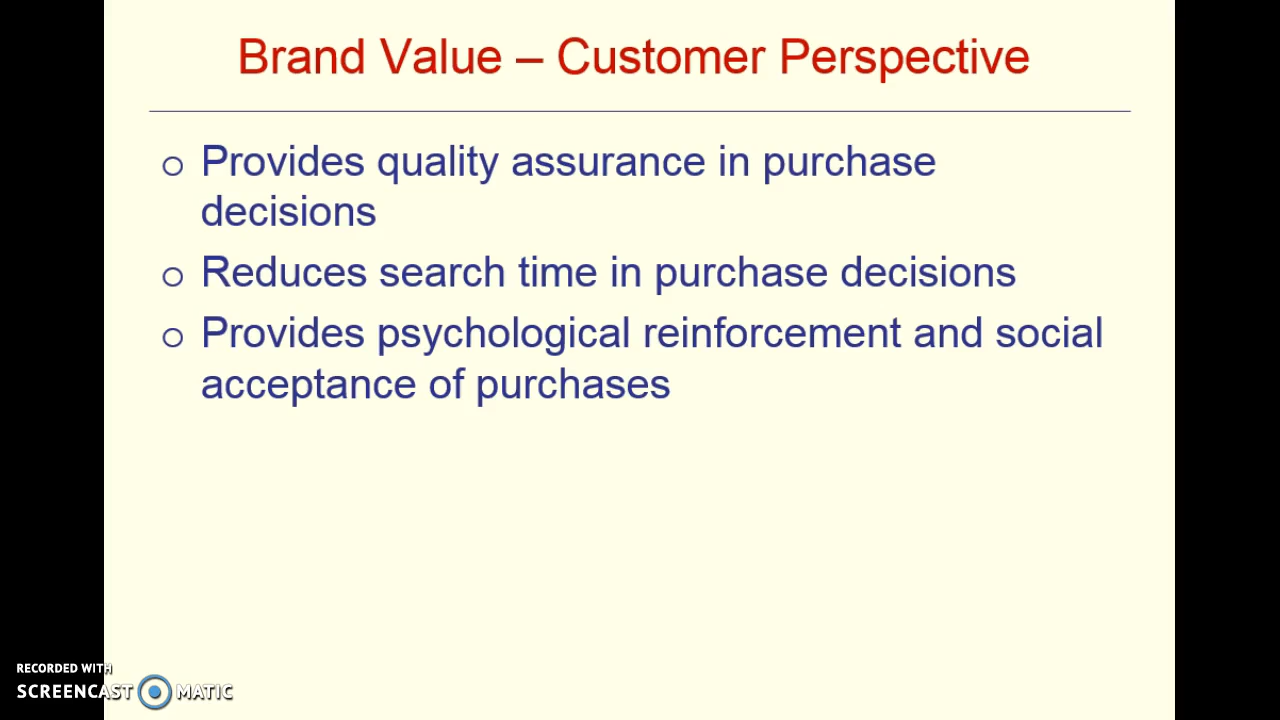 Brand Value – Customer Perspective
Provides quality assurance in purchase
decisions
Reduces search time in purchase decisions
Provides psychological reinforcement and social
acceptance of purchases
RECORDED WITH
SCREENCAST MATIC